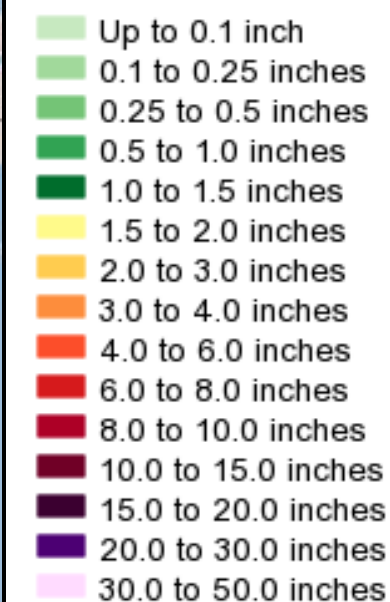 Up to 0.1 inch
0.1 to 0.25 inches
0.25 to 0.5 inches
0.5 to 1.0 inches
1.0 to 1.5 inches
1.5 to 2.0 inches
2.0 to 3.0 inches
3.0 to 4.0 inches
4.0 to 6.0 inches
6.0 to 8.0 inches
8.0 to 10.0 inches
10.0 to 15.0 inches
15.0 to 20.0 inches
20.0 to 30.0 inches
30.0 to 50.0 inches